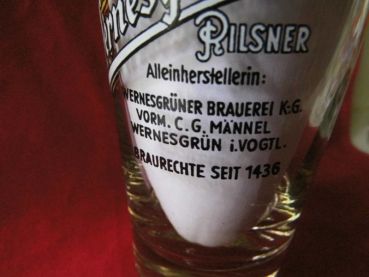 PILSNER
Alleinherstellerin:
WERNESGRÜNER BRAUEREI K.G.
VORM. C.G. MÄNNEL
WERNESGRÜN i.VOGTL.
BRAURECHTE SEIT 1436